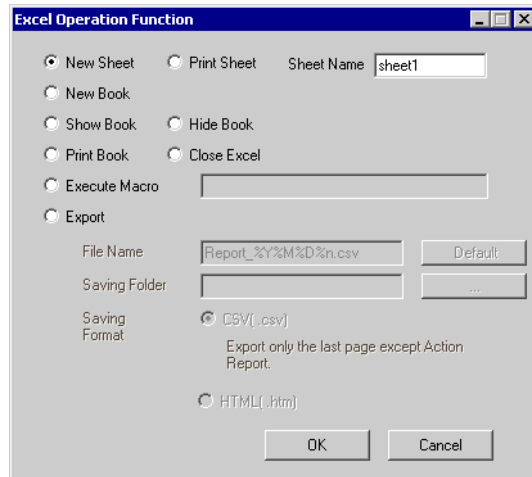 Excel Operation Function
New Sheet Print Sheet Sheet Name sheet1
New Book
Show Book Hide Book
Print Book Close Excel
Execute Macro
Export
File Name Report_%Y%M%D%n.csv Default
Saving Folder ...
Saving
Format
CSV( .csv)
Export only the last page except Action
Report.
HTML( .htm)
OK Cancel